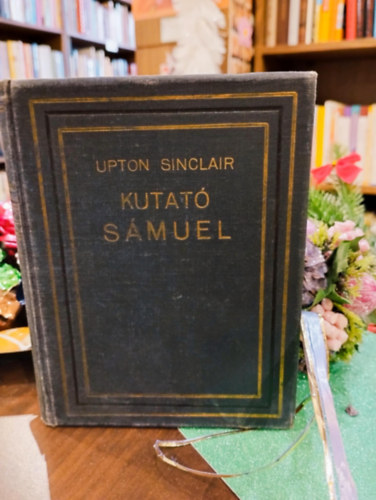 UPTON SINCLAIR
KUTATÓ
SÁMUEL